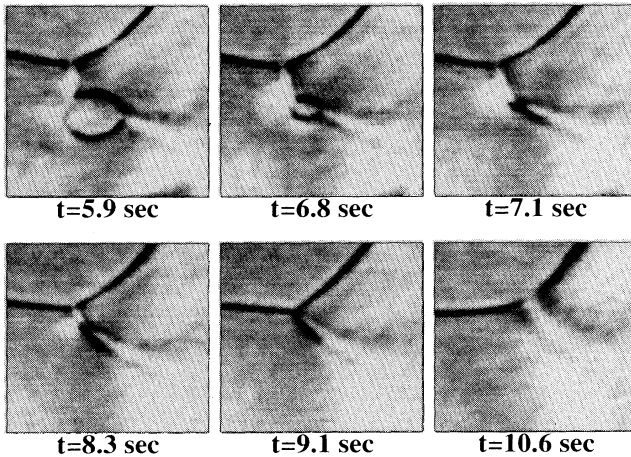 t=5.9 sec
t=6.8 sec
t=7.1 sec
t=8.3 sec
t=9.1 sec
t=10.6 sec